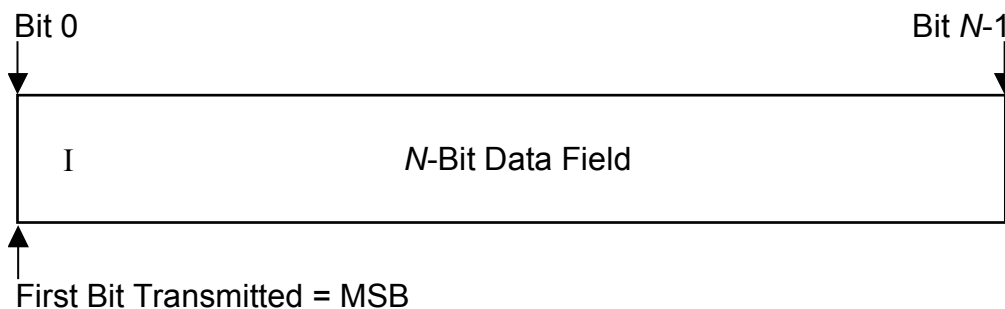 Bit 0 Bit N-1
I N-Bit Data Field
First Bit Transmitted = MSB